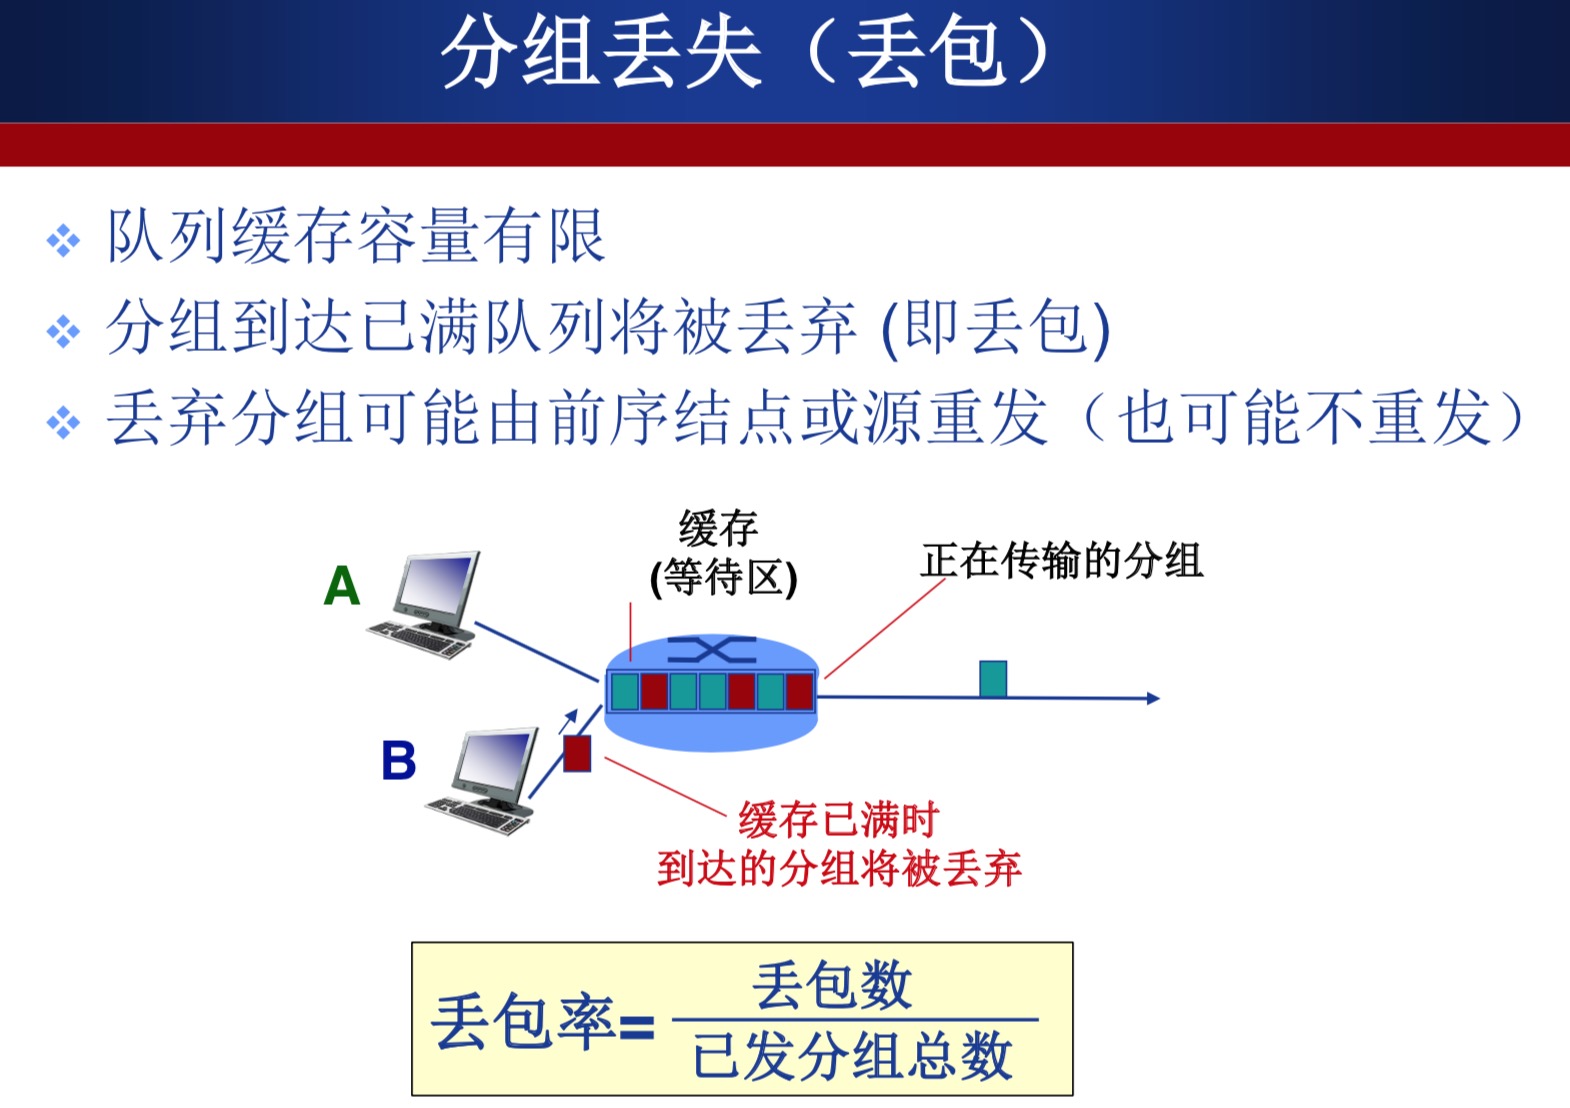 分组丢失（丢包）
队列缓存容量有限
分组到达已满队列将被丢弃 (即丢包)
丢弃分组可能由前序结点或源重发（也可能不重发）
缓存
(等待区)
正在传输的分组
A
B
缓存已满时
到达的分组将被丢弃
丢包率=
丢包数
已发分组总数